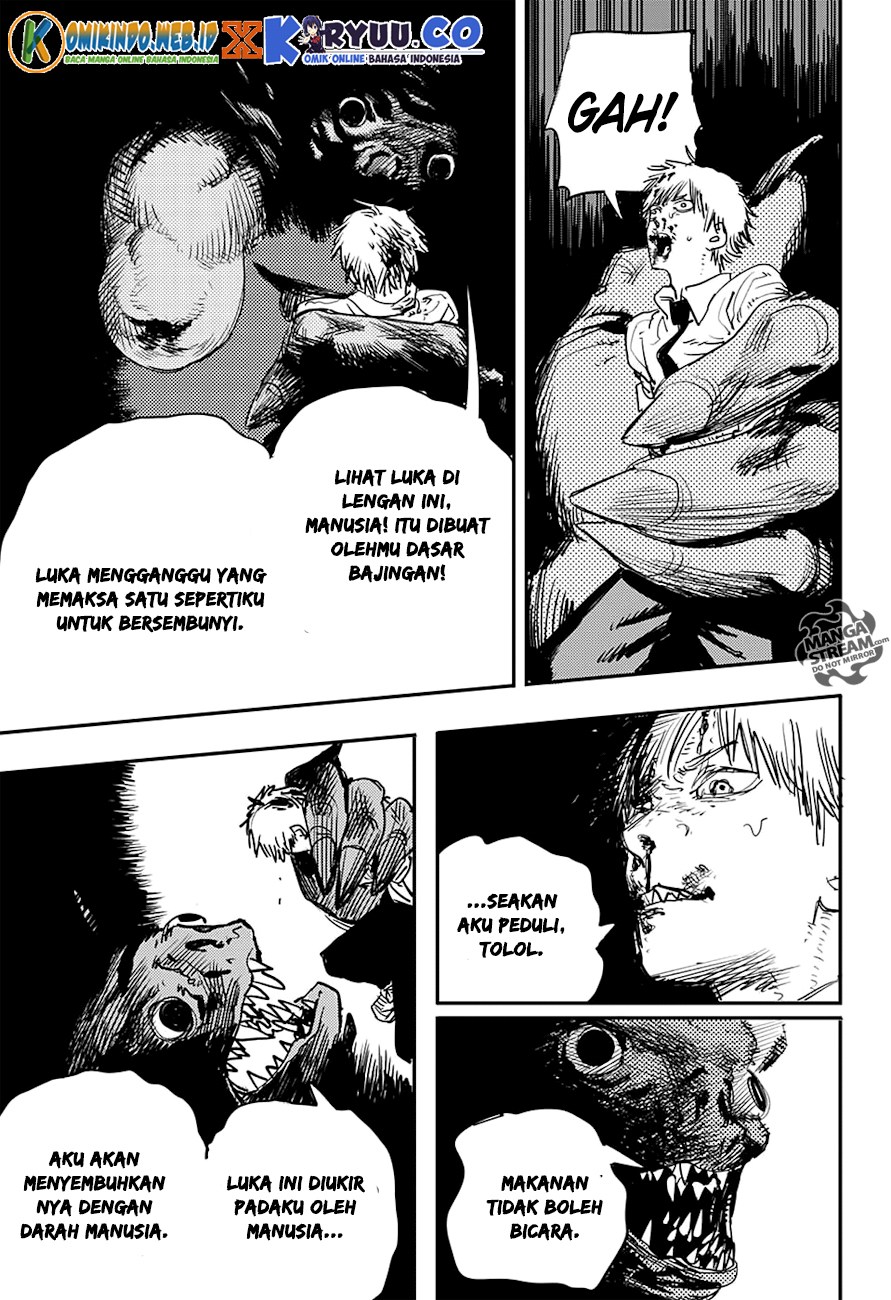 KOMIKINDO.WEB.ID X KIRYUU.CO
BACA MANGA ONLINE BAHASA INDONESIA
OMIK ONLINE BAHASA INDONESIA
GAH!
LIHAT LUKA DI
LENGAN INI,
MANUSIA! ITU DIBUAT
OLEHMU DASAR
BAJINGAN!
LUKA MENGGANGGU YANG
MEMAKSA SATU SEPERTIKU
UNTUK BERSEMBUNYI.
MANGA
STREAM.com
DO NOT MIRROR
...SEAKAN
AKU PEDULI,
TOLOL.
MAKANAN
TIDAK BOLEH
BICARA.
LUKA INI DIUKIR
PADAKU OLEH
MANUSIA...
AKU AKAN
MENYEMBUHKAN
NYA DENGAN
DARAH MANUSIA.